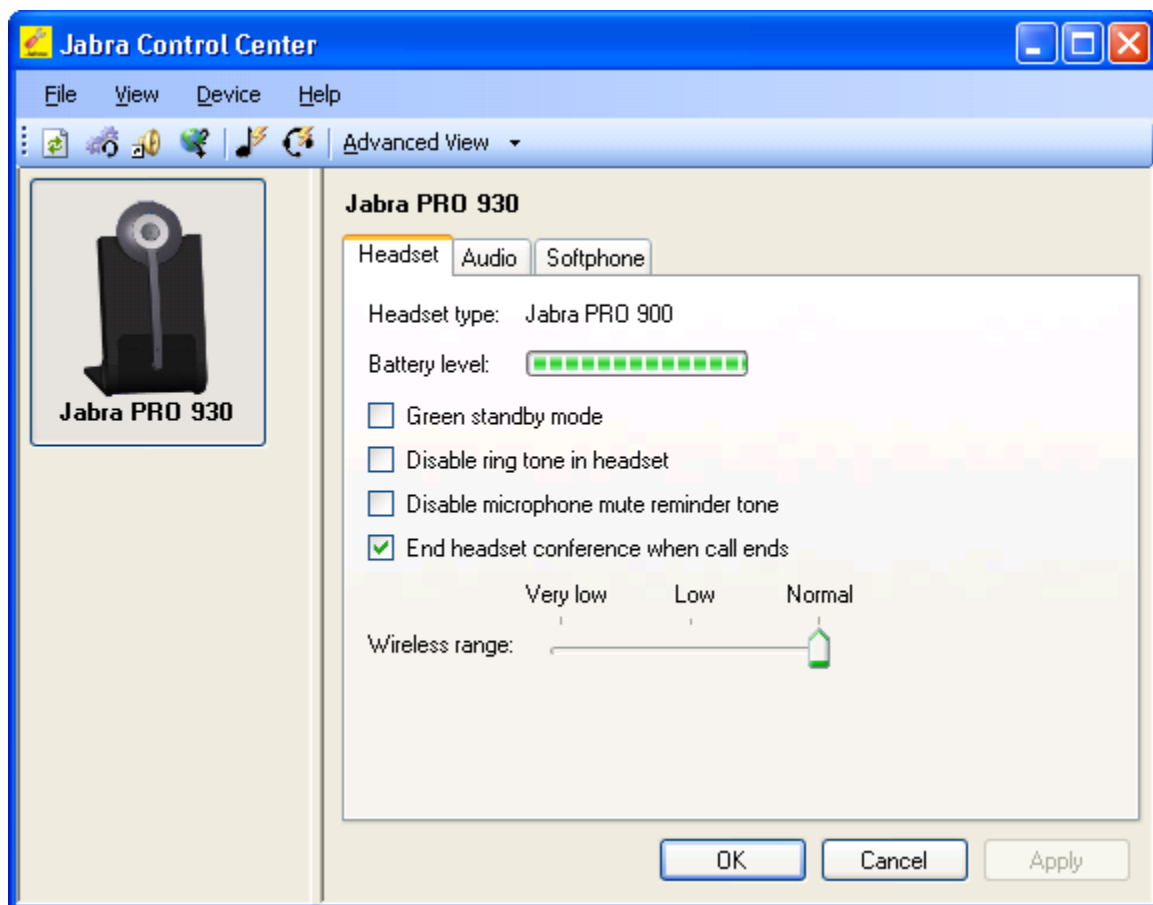 Jabra Control Center
File View Device Help
Advanced View
Jabra PRO 930
Jabra PRO 930
Headset Audio Softphone
Headset type: Jabra PRO 900
Battery level:
Green standby mode
Disable ring tone in headset
Disable microphone mute reminder tone
End headset conference when call ends
Very low Low Normal
Wireless range:
OK Cancel Apply